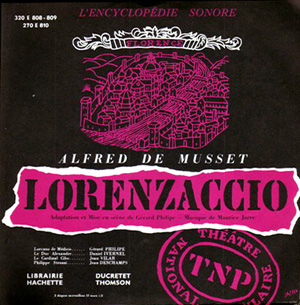 L'ENCYCLOPÉDIE SONORE
320 E 808-809
270 E 810
FLORENCE
ALFRED DE MUSSET
LORENZACCIO
Adaptation et Mise en scène de Gérard Philipe — Musique de Maurice Jarre
Lorenzo de Médicis Gérard PHILIPE
Le Duc Alexandre Daniel IVERNEL
Le Cardinal Cibo Jean VILAR
Philippe Strozzi Jean DESCHAMPS
LIBRAIRIE HACHETTE
DUCRETET THOMSON
THÉÂTRE
NATIONAL
TNP